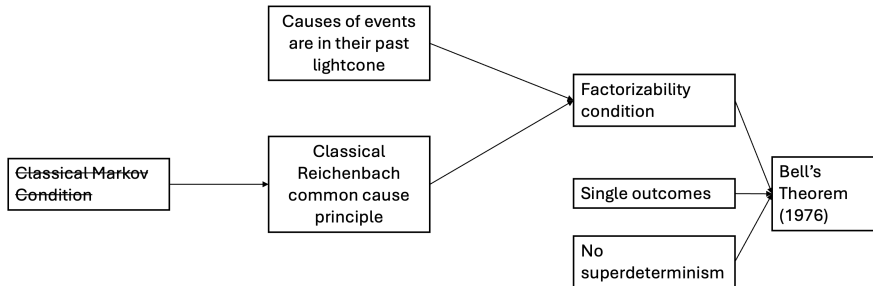 Causes of events
are in their past
lightcone
Factorizability
condition
Classical Markov
Condition
Classical
Reichenbach
common cause
principle
Single outcomes
Bell's
Theorem
(1976)
No
superdeterminism